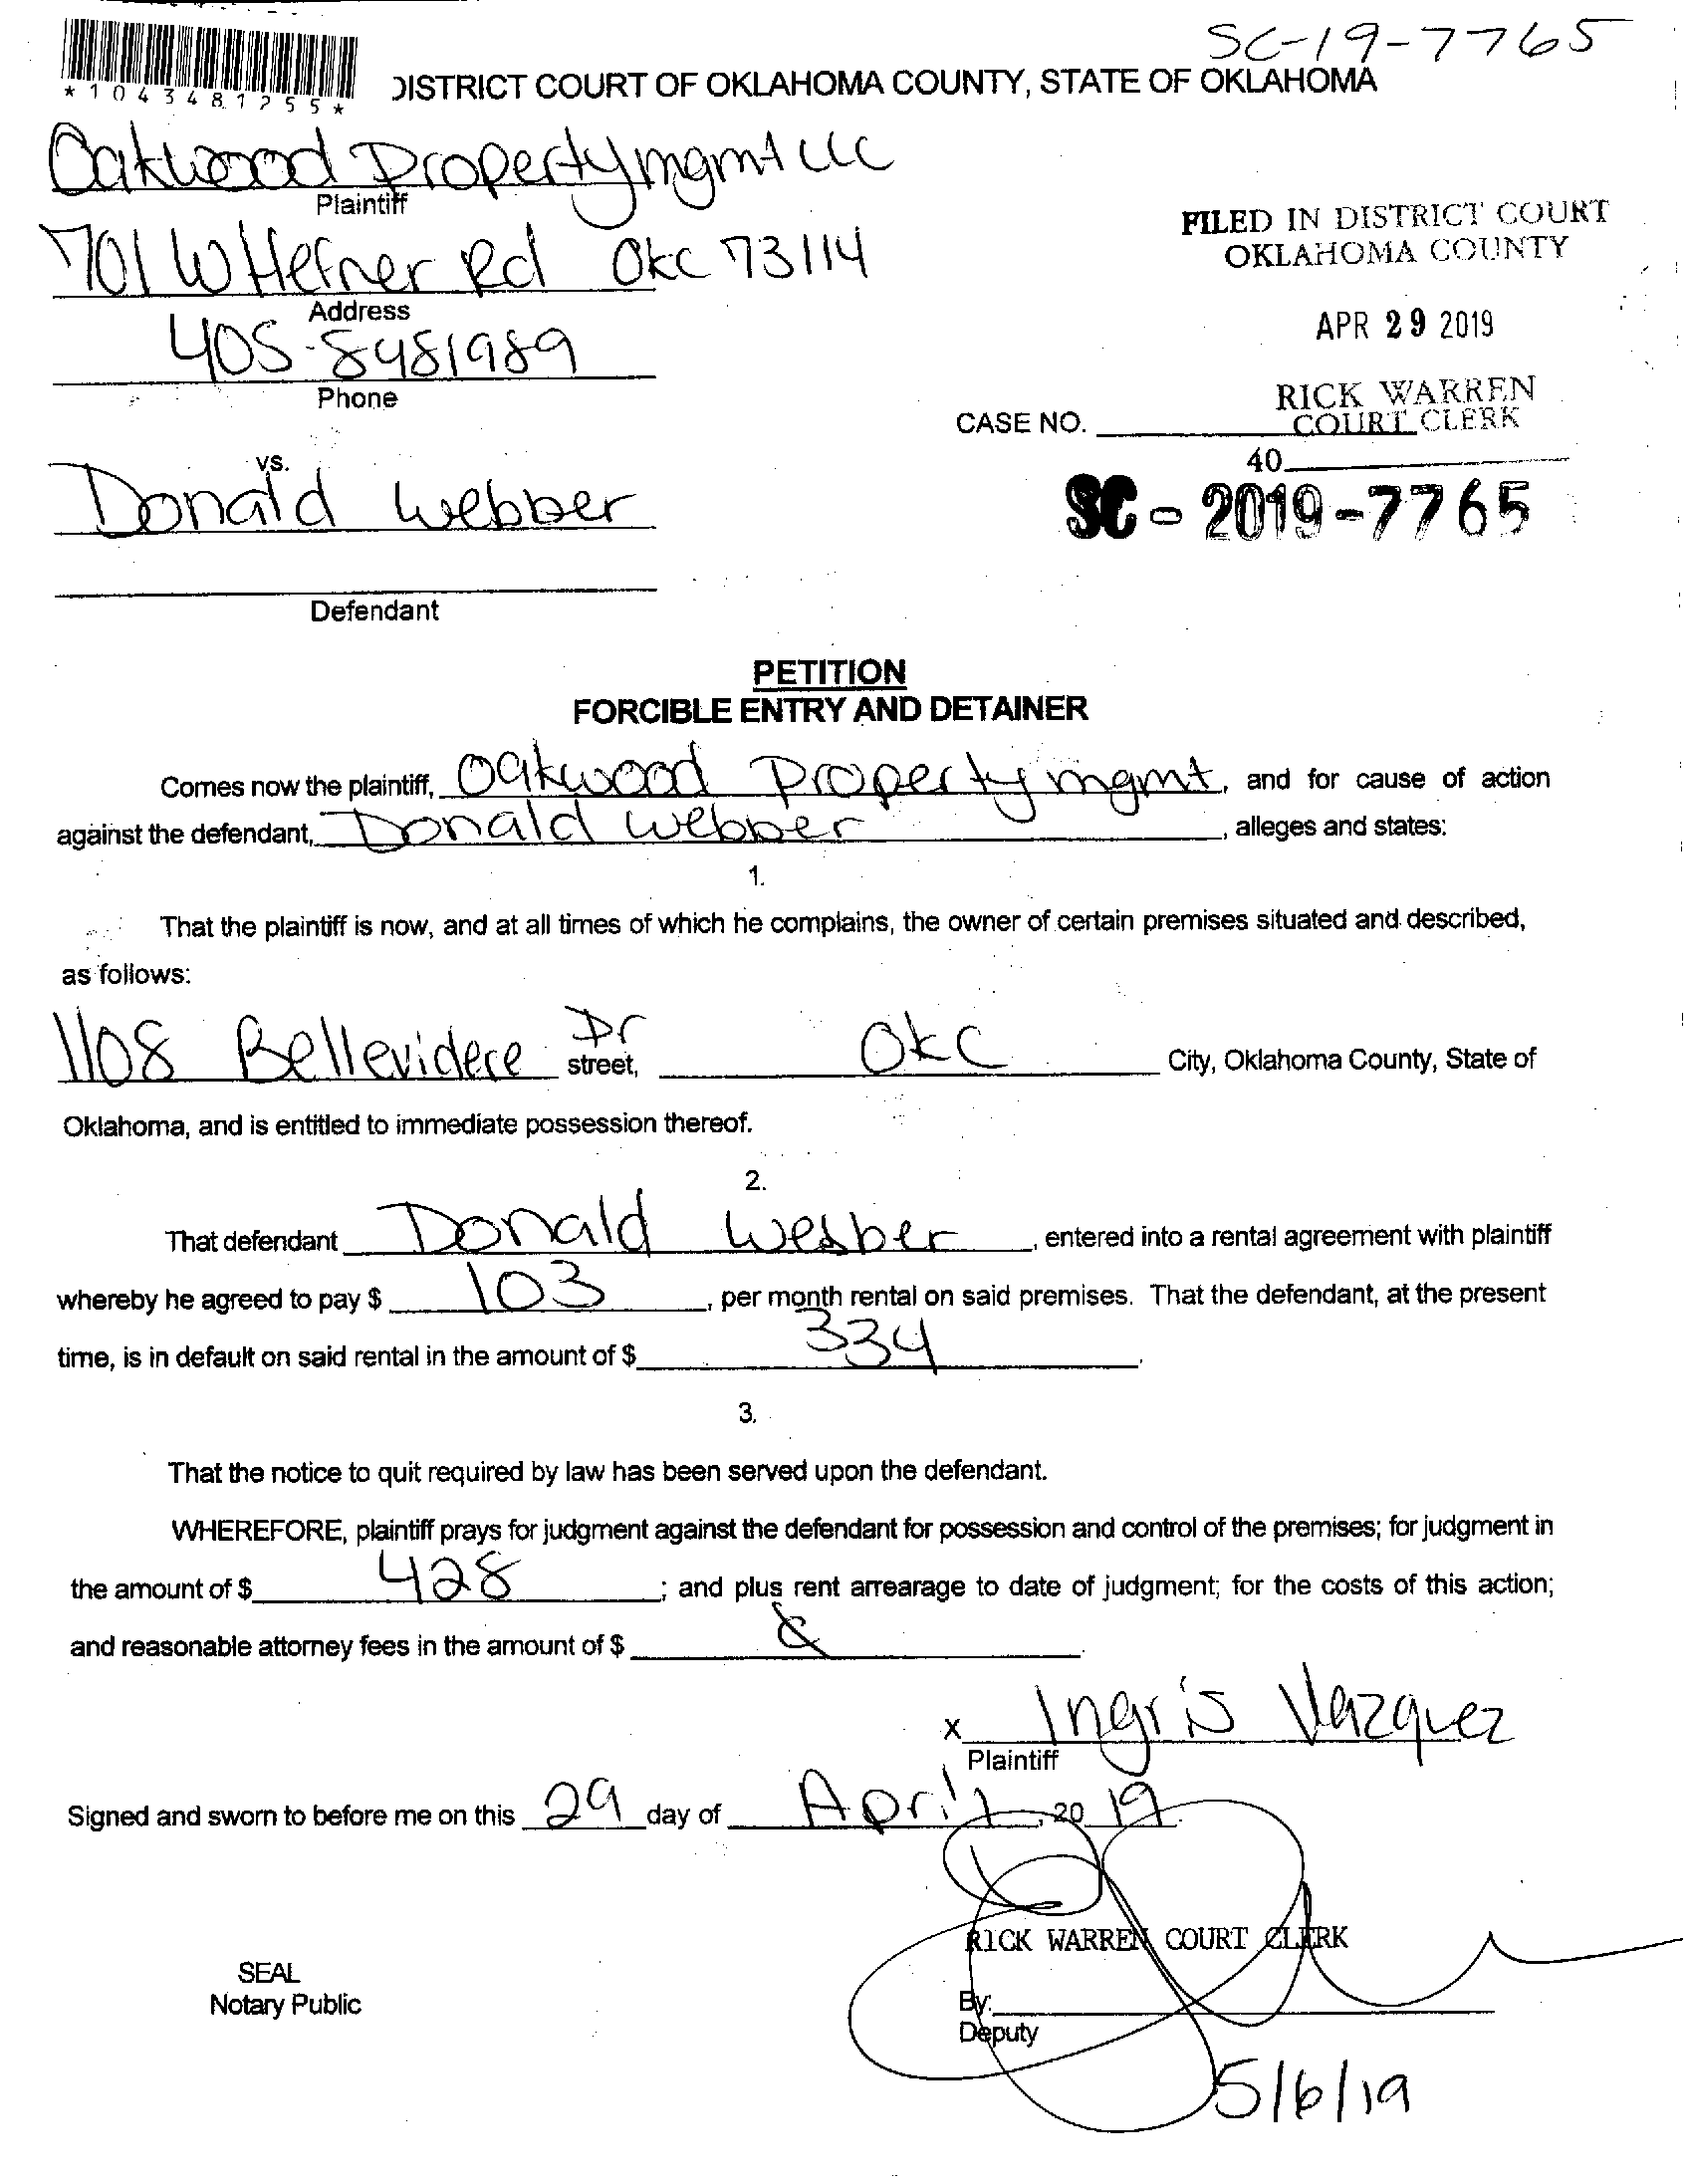 SC-19-7765
*1043481255*
DISTRICT COURT OF OKLAHOMA COUNTY, STATE OF OKLAHOMA
Oakwood Property mgmt LLC
Plaintiff
701 W Hefner Rd OKC 73114
Address
405-8481989
Phone
FILED IN DISTRICT COURT
OKLAHOMA COUNTY
APR 29 2019
RICK WARREN
COURT CLERK
CASE NO.
40
SC - 2019-7765
vs.
Donald Webber
Defendant
PETITION
FORCIBLE ENTRY AND DETAINER
Comes now the plaintiff, Oakwood Property mgmt, and for cause of action
against the defendant, Donald Webber, alleges and states:
1.
That the plaintiff is now, and at all times of which he complains, the owner of certain premises situated and described,
as follows:
1108 Bellevidere Dr street, OKC City, Oklahoma County, State of
Oklahoma, and is entitled to immediate possession thereof.
2.
That defendant Donald Webber, entered into a rental agreement with plaintiff
whereby he agreed to pay $ 103, per month rental on said premises. That the defendant, at the present
time, is in default on said rental in the amount of $ 334.
3.
That the notice to quit required by law has been served upon the defendant.
WHEREFORE, plaintiff prays for judgment against the defendant for possession and control of the premises; for judgment in
the amount of $ 428; and plus rent arrearage to date of judgment; for the costs of this action;
and reasonable attorney fees in the amount of $
x Ingris Vazquez
Plaintiff
Signed and sworn to before me on this 29 day of April, 20 19.
RICK WARREN COURT CLERK
SEAL
Notary Public
By:
Deputy
5/6/19